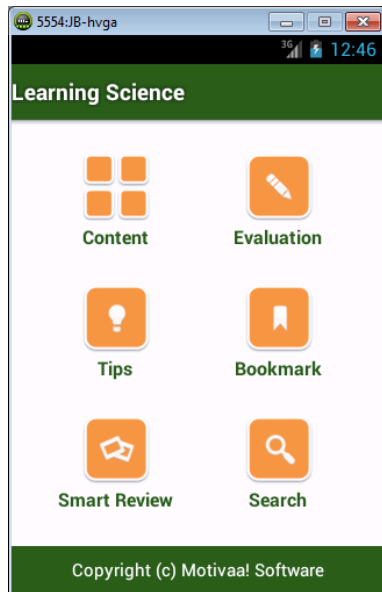 5554:JB-hvga
3G 12:46
Learning Science
Content Evaluation
Tips Bookmark
Smart Review Search
Copyright (c) Motivaa! Software